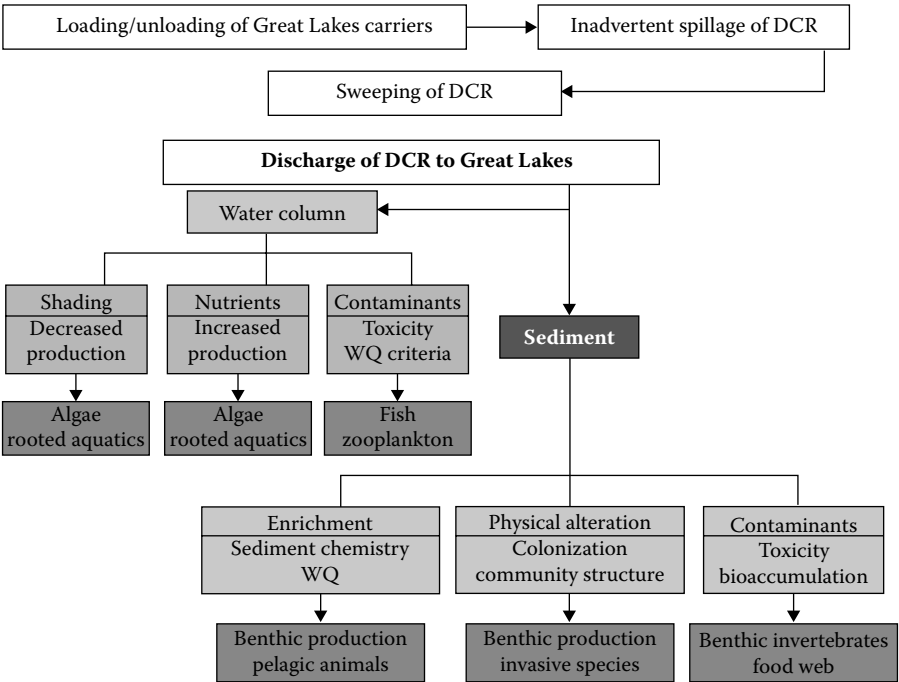 Loading/unloading of Great Lakes carriers
Inadvertent spillage of DCR
Sweeping of DCR
Discharge of DCR to Great Lakes
Water column
Shading
Decreased
production
Nutrients
Increased
production
Contaminants
Toxicity
WQ criteria
Sediment
Algae
rooted aquatics
Algae
rooted aquatics
Fish
zooplankton
Enrichment
Sediment chemistry
WQ
Physical alteration
Colonization
community structure
Contaminants
Toxicity
bioaccumulation
Benthic production
pelagic animals
Benthic production
invasive species
Benthic invertebrates
food web